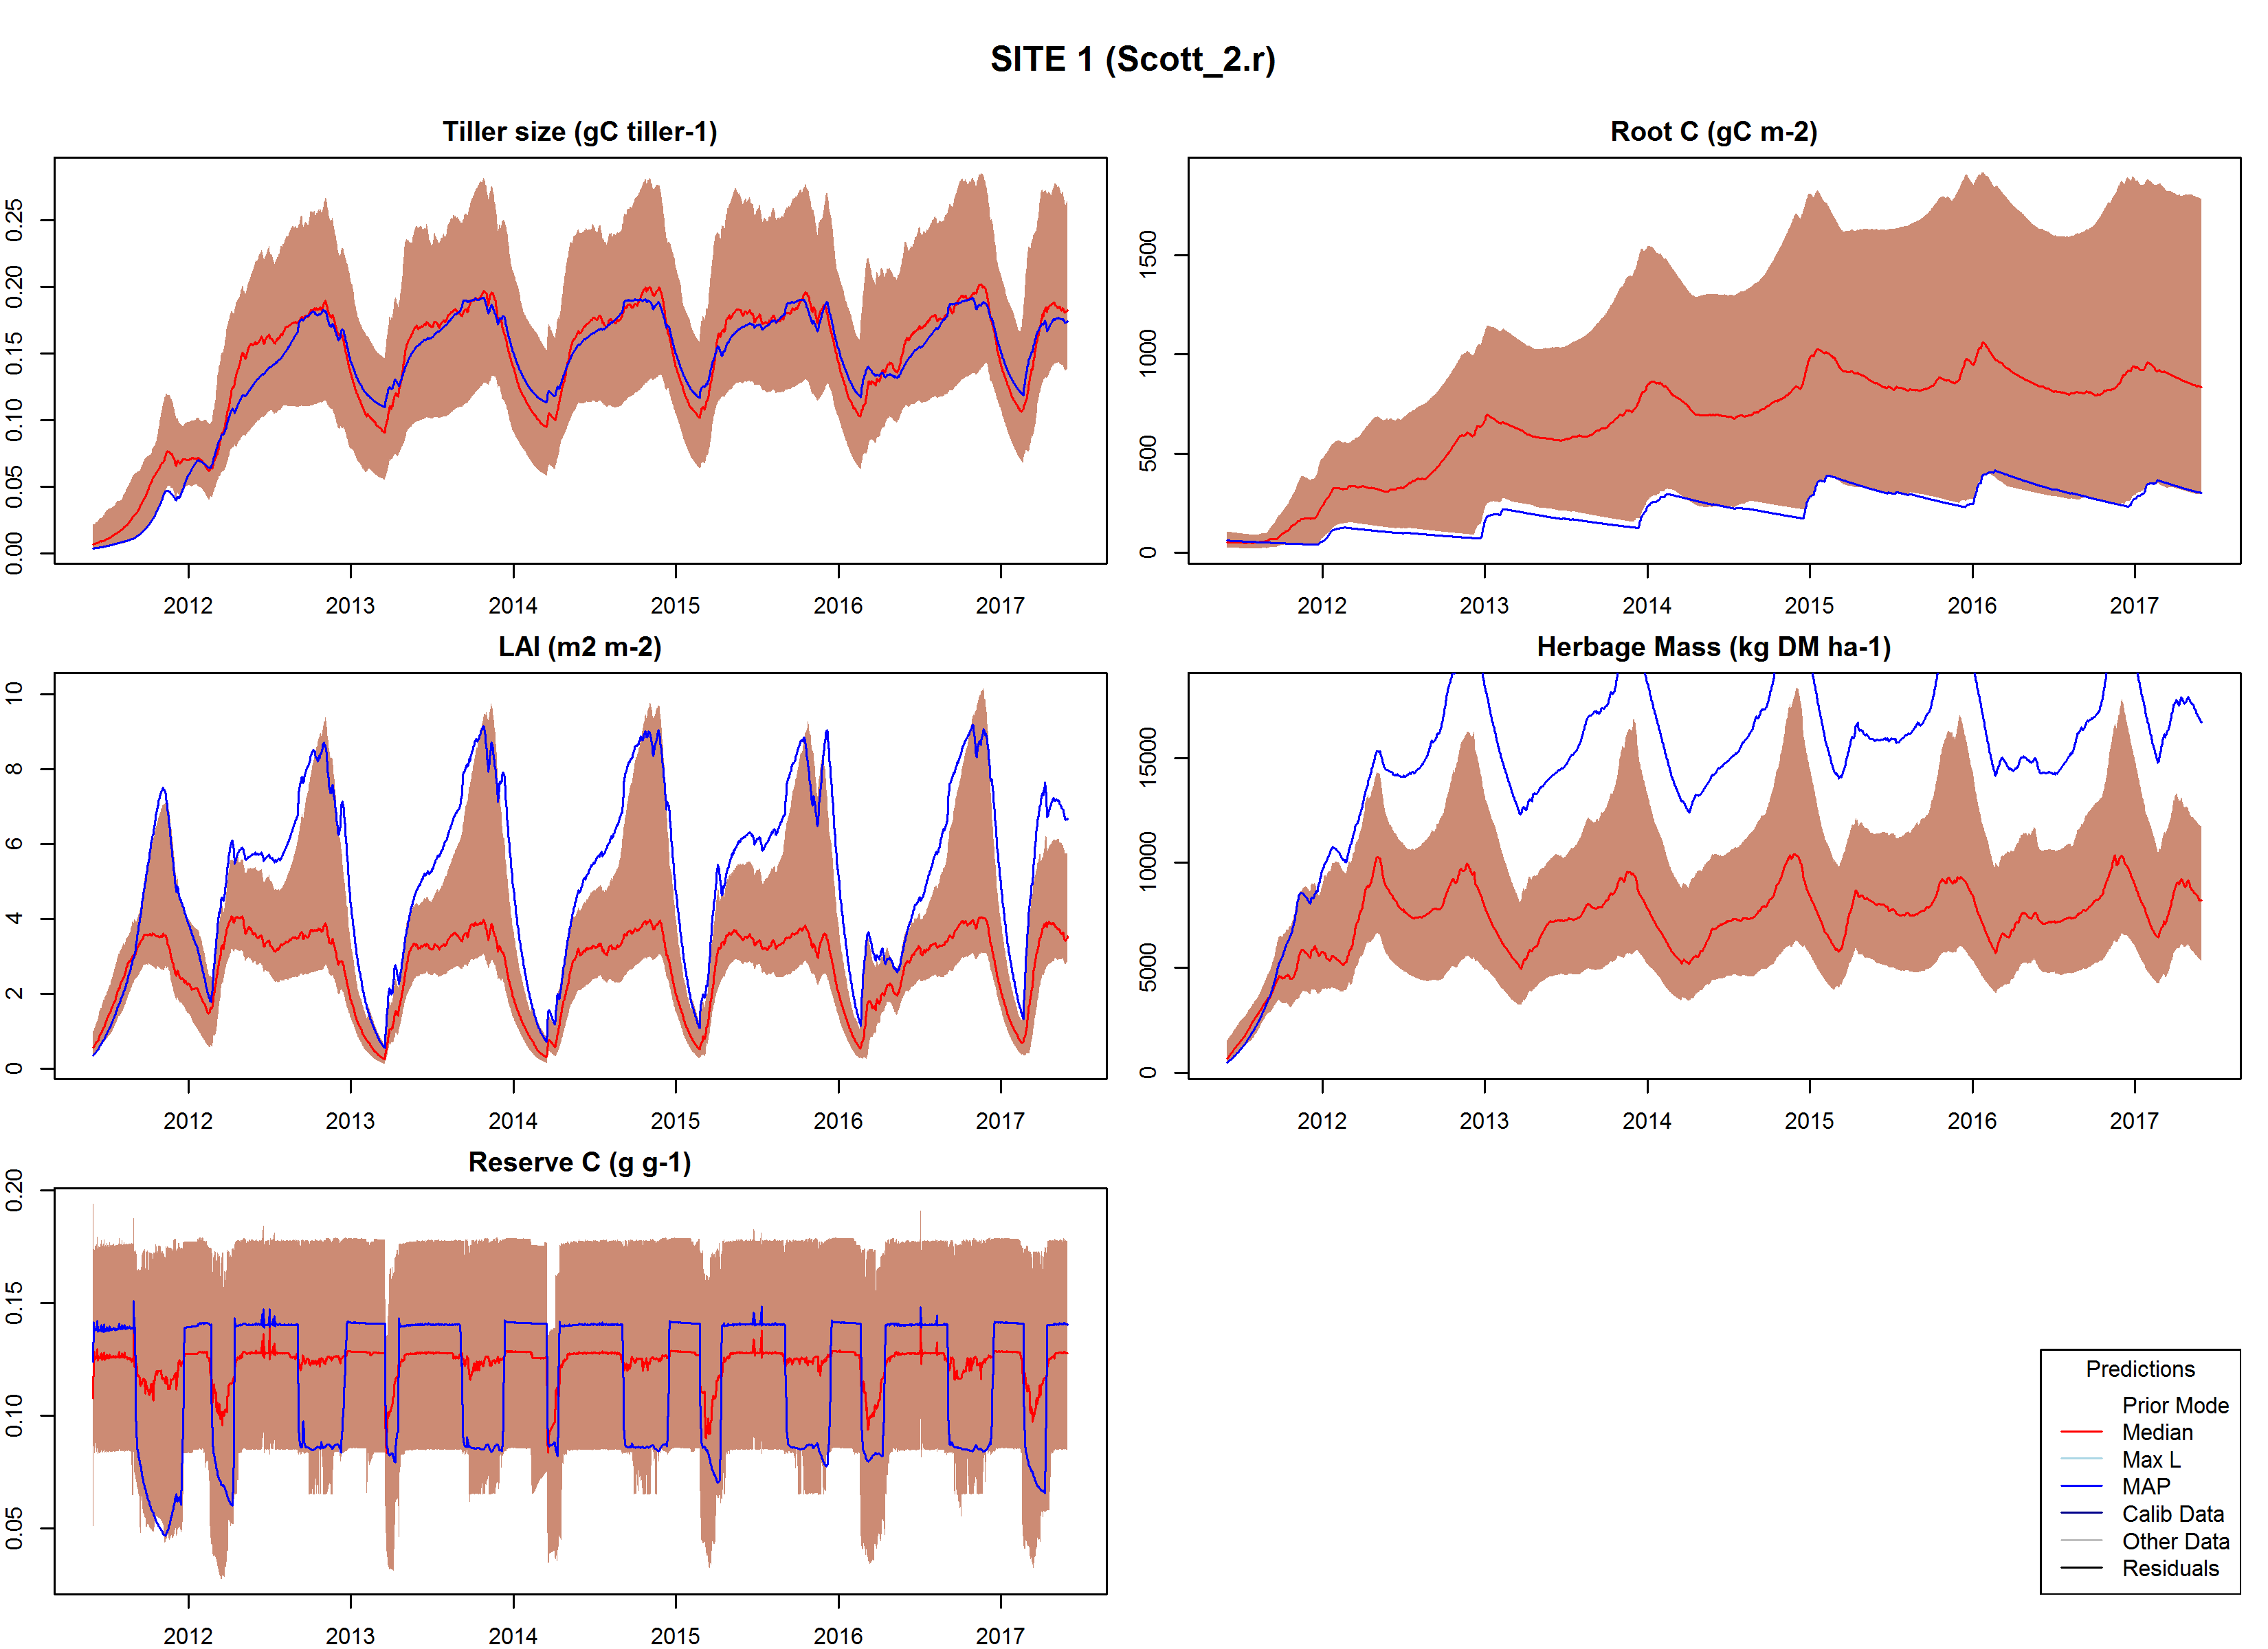 SITE 1 (Scott_2.r)
Tiller size (gC tiller-1)
0.00 0.05 0.10 0.15 0.20 0.25
2012 2013 2014 2015 2016 2017
Root C (gC m-2)
0 500 1000 1500
2012 2013 2014 2015 2016 2017
LAI (m2 m-2)
0 2 4 6 8 10
2012 2013 2014 2015 2016 2017
Herbage Mass (kg DM ha-1)
0 5000 10000 15000
2012 2013 2014 2015 2016 2017
Reserve C (g g-1)
0.05 0.10 0.15 0.20
2012 2013 2014 2015 2016 2017
Predictions
Prior Mode
Median
Max L
MAP
Calib Data
Other Data
Residuals